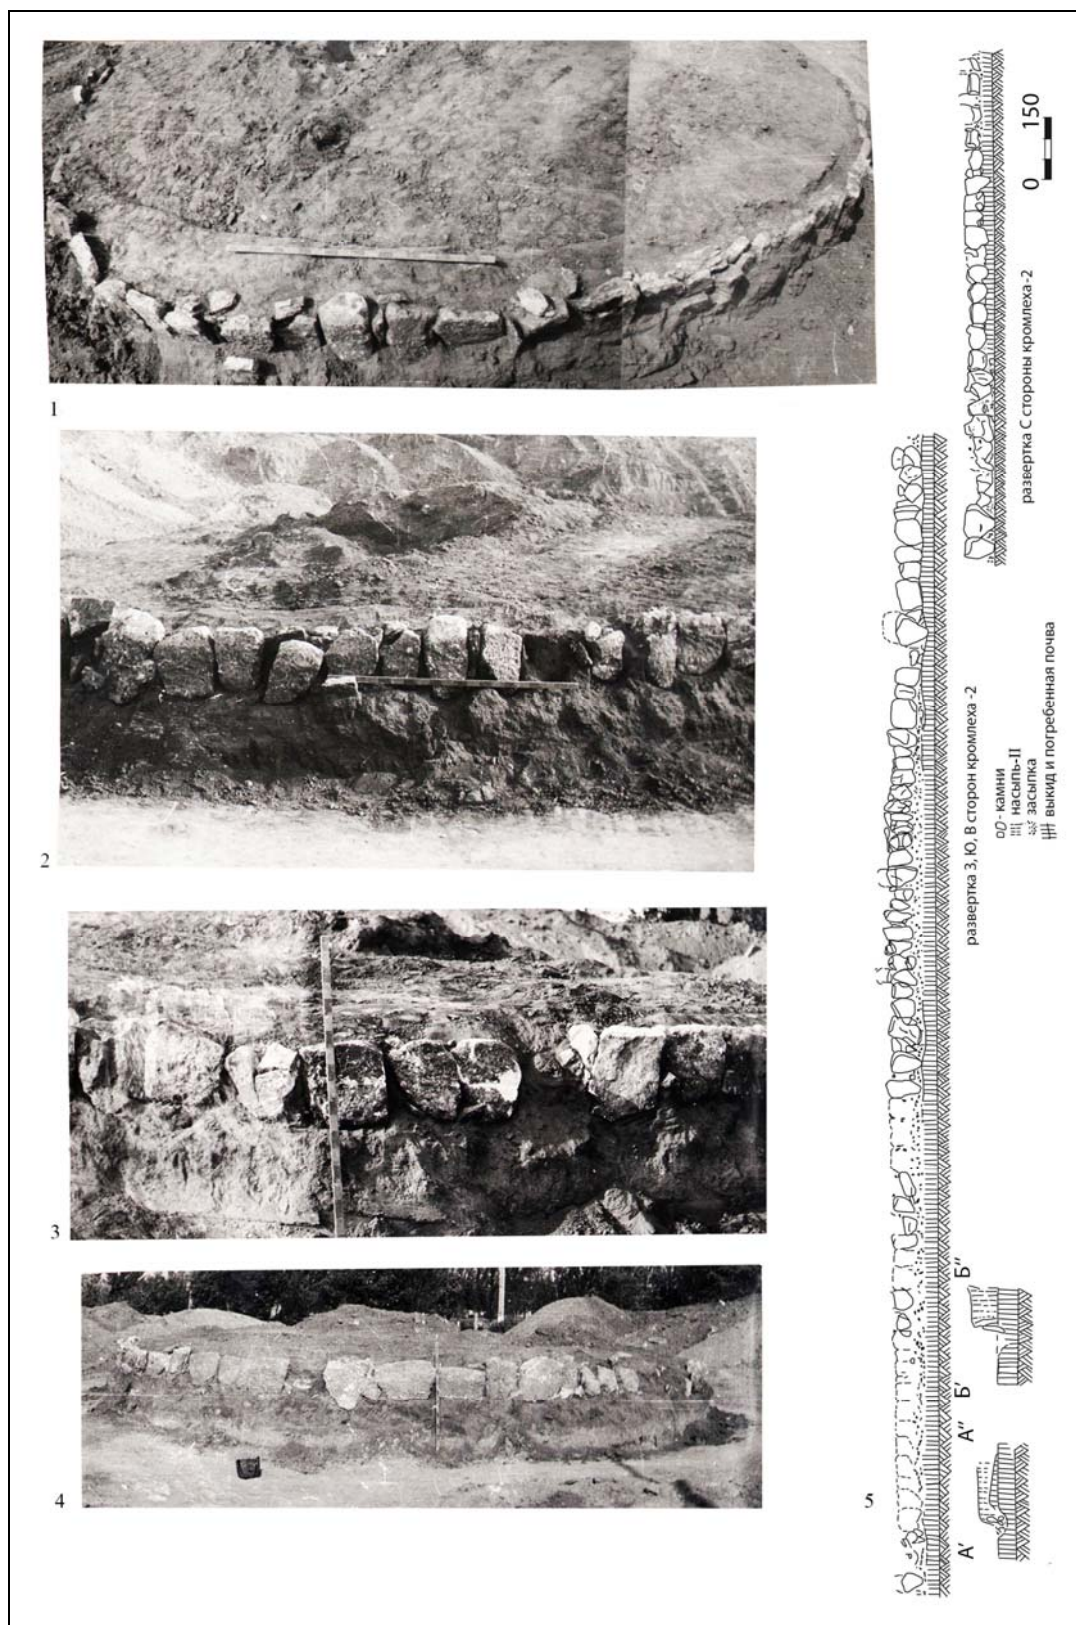 1
2
3
4
5
0 150
развертка С стороны кромлеха -2
развертка З, Ю, В сторон кромлеха -2
- камни
насыпь-II
засыпка
выкид и погребенная почва
А' А" Б' Б"